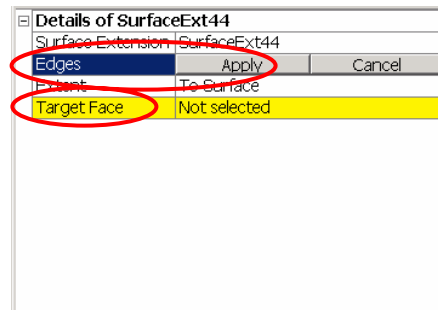 Details of SurfaceExt44
Surface Extension SurfaceExt44
Edges Apply Cancel
Extent To Surface
Target Face Not selected